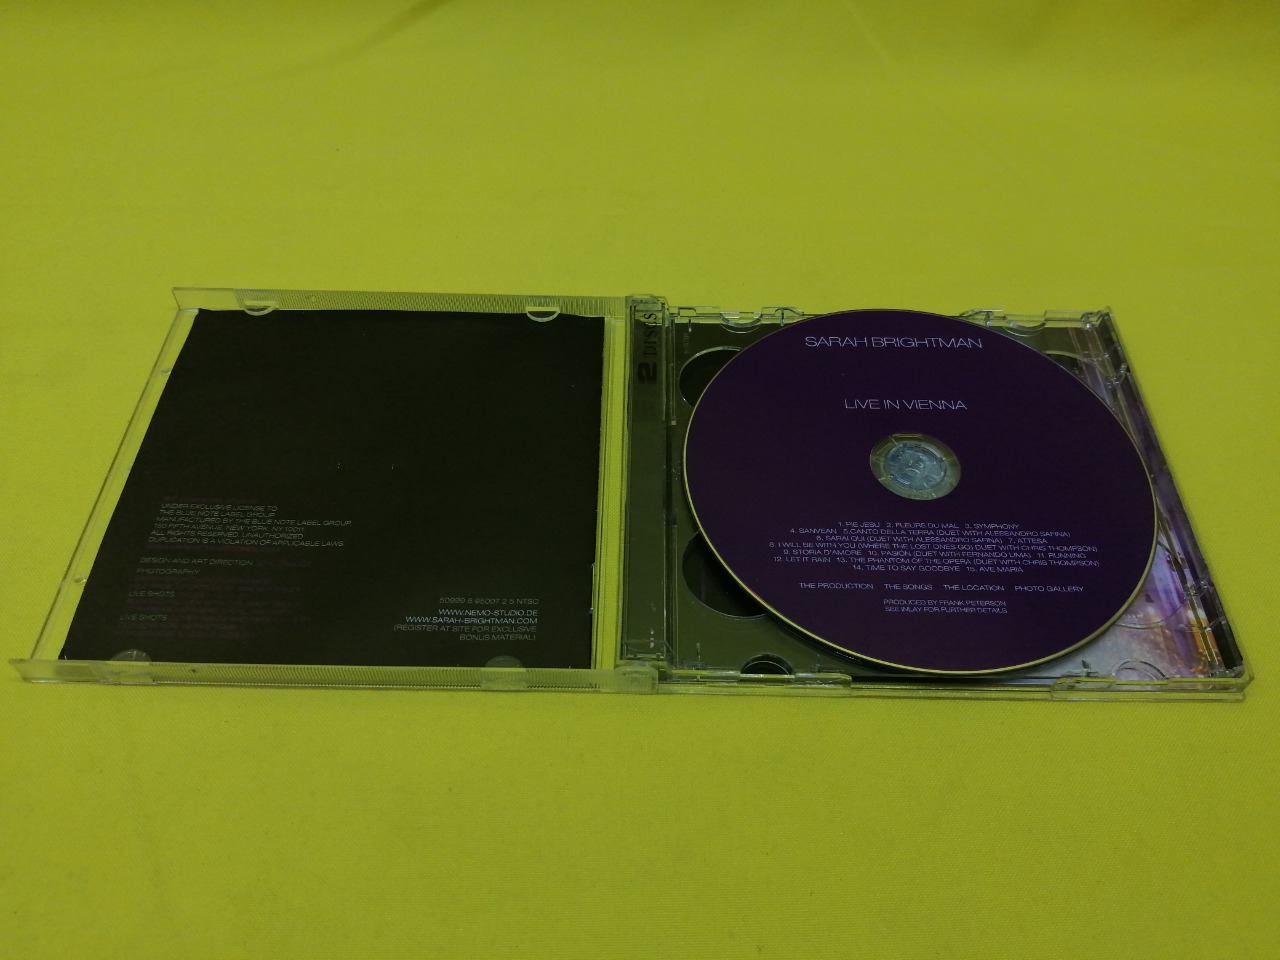 UNDER EXCLUSIVE LICENSE TO
THE BLUE NOTE LABEL GROUP
MANUFACTURED BY THE BLUE NOTE LABEL GROUP,
150 FIFTH AVENUE, NEW YORK, NY 10011.
ALL RIGHTS RESERVED. UNAUTHORIZED
DUPLICATION IS A VIOLATION OF APPLICABLE LAWS.
DESIGN AND ART DIRECTION
PHOTOGRAPHY
LIVE SHOTS
LIVE SHOTS
50999 6 95097 2 5 NTSC
WWW.NEMO-STUDIO.DE
WWW.SARAH-BRIGHTMAN.COM
(REGISTER AT SITE FOR EXCLUSIVE
BONUS MATERIAL)
2 DISCS
SARAH BRIGHTMAN
LIVE IN VIENNA
1. PIE JESU 2. FLEURS DU MAL 3. SYMPHONY
4. SANVEAN 5.CANTO DELLA TERRA (DUET WITH ALESSANDRO SAFINA)
6. SARAI QUI (DUET WITH ALESSANDRO SAFINA) 7. ATTESA
8. I WILL BE WITH YOU (WHERE THE LOST ONES GO) DUET WITH CHRIS THOMPSON)
9. STORIA D'AMORE 10. PASIÓN (DUET WITH FERNANDO LIMA) 11. RUNNING
12. LET IT RAIN 13. THE PHANTOM OF THE OPERA (DUET WITH CHRIS THOMPSON)
14. TIME TO SAY GOODBYE 15. AVE MARIA
THE PRODUCTION THE SONGS THE LOCATION PHOTO GALLERY
PRODUCED BY FRANK PETERSON
SEE INLAY FOR FURTHER DETAILS